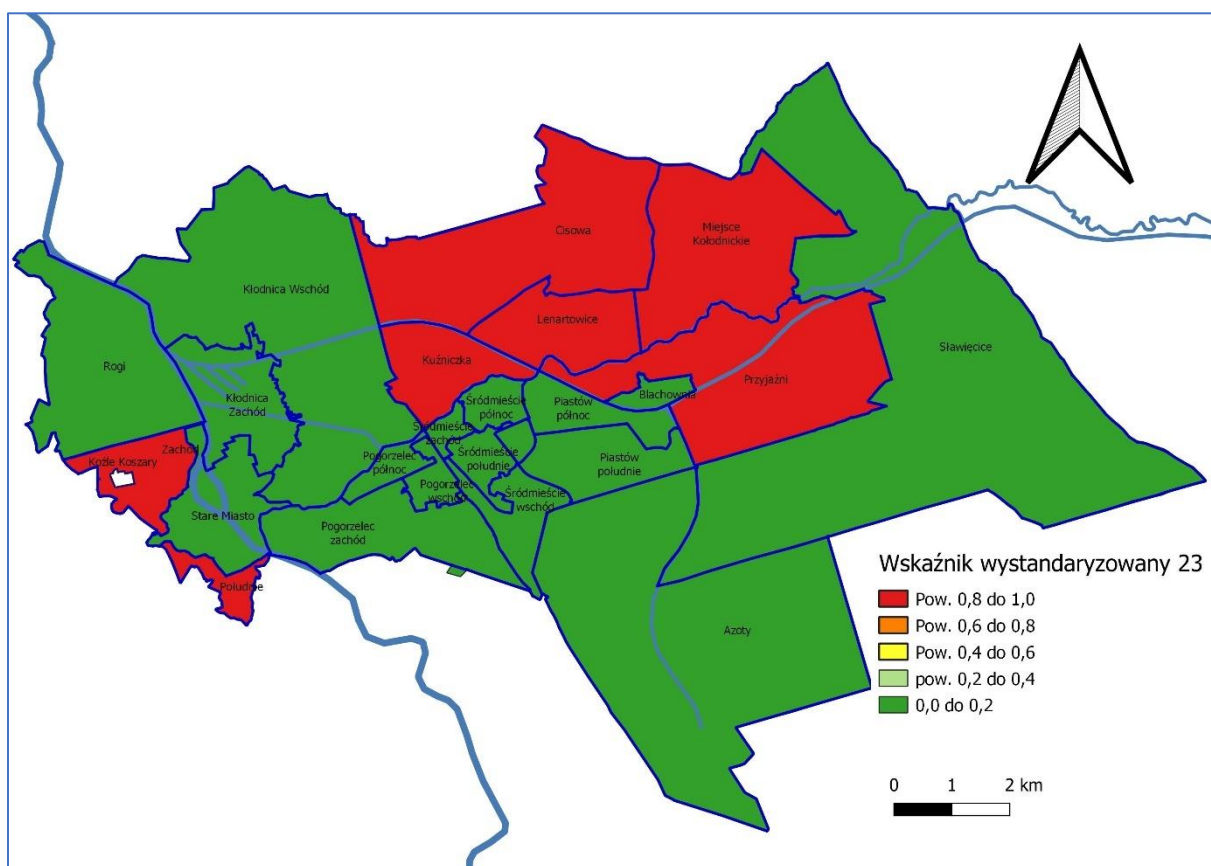 Cisowa
Miejsce
Kołodnickie
Kłodnica Wschód
Lenartowice
Sławięcice
Rogi
Kuźniczka
Przyjaźni
Blachownia
Kłodnica
Zachód
Śródmieście
północ
Piastów
północ
Śródmieście
zachód
Zachód
Koźle Koszary
Pogorzelec
północ
Śródmieście
południe
Piastów
południe
Pogorzelec
wschód
Śródmieście
wschód
Stare Miasto
Pogorzelec
zachód
Południe
Azoty
Wskaźnik wystandaryzowany 23
Pow. 0,8 do 1,0
Pow. 0,6 do 0,8
Pow. 0,4 do 0,6
pow. 0,2 do 0,4
0,0 do 0,2
0 1 2 km